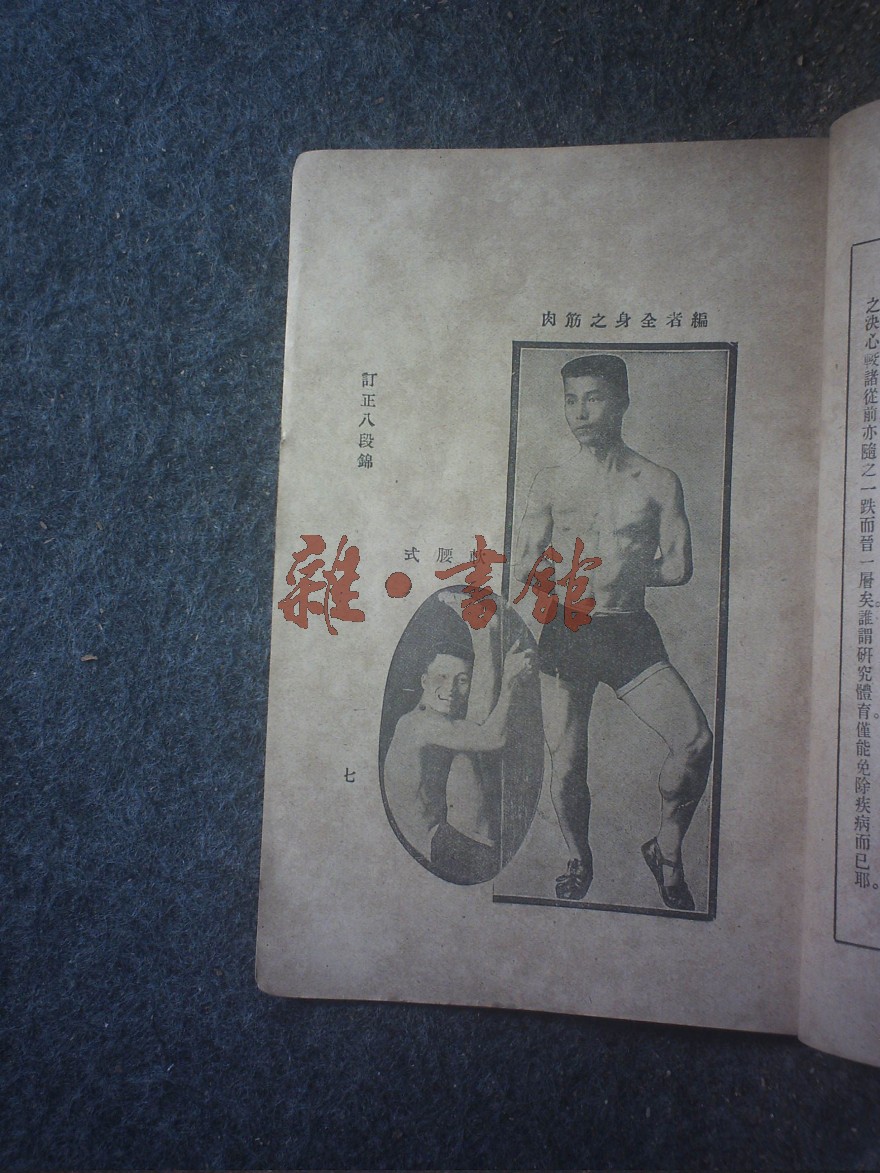 之決心較諸從前亦隨之一跌而晉一層矣。誰謂研究體育。僅能免除疾病而已耶。
編者全身之筋肉
腰式
訂正八段錦
七
雜·書館